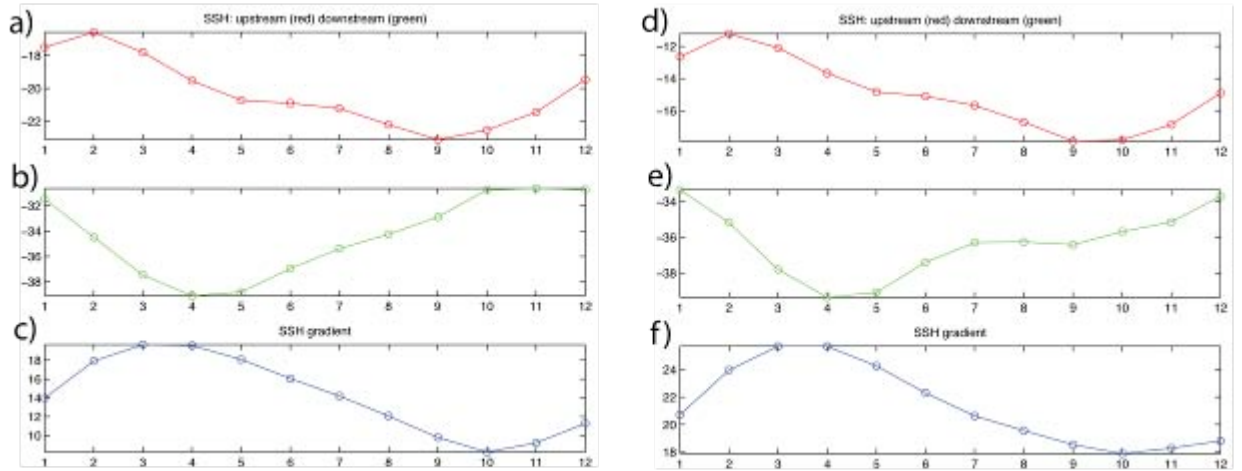 a)
SSH: upstream (red) downstream (green)
−18
−20
−22
1 2 3 4 5 6 7 8 9 10 11 12
b)
−32
−34
−36
−38
1 2 3 4 5 6 7 8 9 10 11 12
c)
SSH gradient
18
16
14
12
10
1 2 3 4 5 6 7 8 9 10 11 12
d)
SSH: upstream (red) downstream (green)
−12
−14
−16
1 2 3 4 5 6 7 8 9 10 11 12
e)
−34
−36
−38
1 2 3 4 5 6 7 8 9 10 11 12
f)
SSH gradient
24
22
20
18
1 2 3 4 5 6 7 8 9 10 11 12